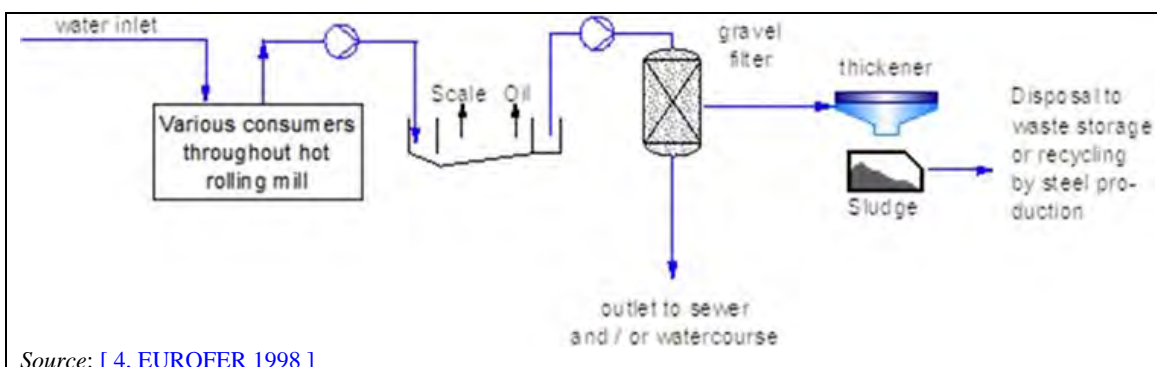 water inlet
Various consumers
throughout hot
rolling mill
Scale
Oil
gravel
filter
thickener
Sludge
Disposal to
waste storage
or recycling
by steel pro-
duction
outlet to sewer
and / or watercourse
Source: [ 4, EUROFER 1998 ]